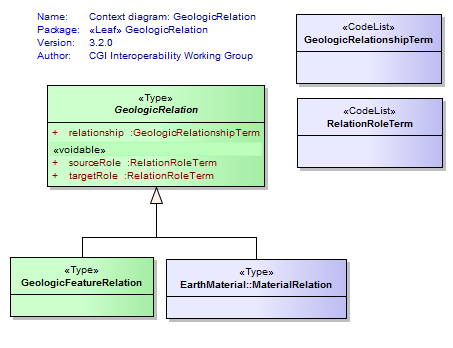 Name: Context diagram: GeologicRelation
Package: «Leaf» GeologicRelation
Version: 3.2.0
Author: CGI Interoperability Working Group
«CodeList»
GeologicRelationshipTerm
«CodeList»
RelationRoleTerm
«Type»
GeologicRelation
+ relationship :GeologicRelationshipTerm
«voidable»
+ sourceRole :RelationRoleTerm
+ targetRole :RelationRoleTerm
«Type»
GeologicFeatureRelation
«Type»
EarthMaterial::MaterialRelation